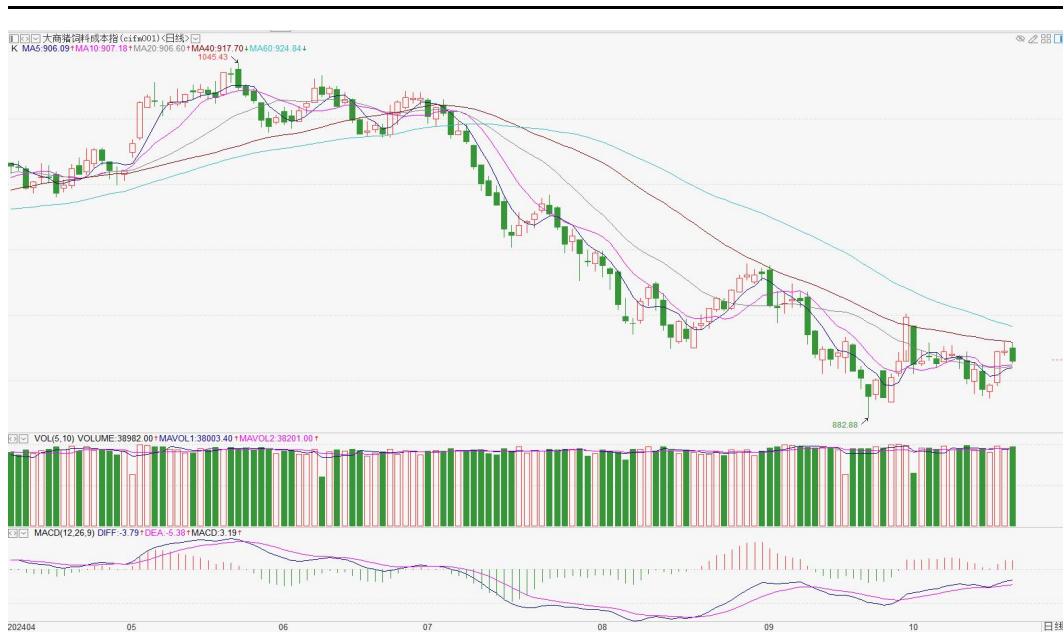 大商猪饲料成本指(cifm001)<日线>
K MA5:906.09↑MA10:907.18↑MA20:906.60↑MA40:917.70↓MA60:924.84↓
1045.43
882.88
VOL(5,10) VOLUME:38982.00↑MAVOL1:38003.40↑MAVOL2:38201.00↑
MACD(12,26,9) DIFF:-3.79↑DEA:-5.38↑MACD:3.19↑
202404 05 06 07 08 09 10 日线